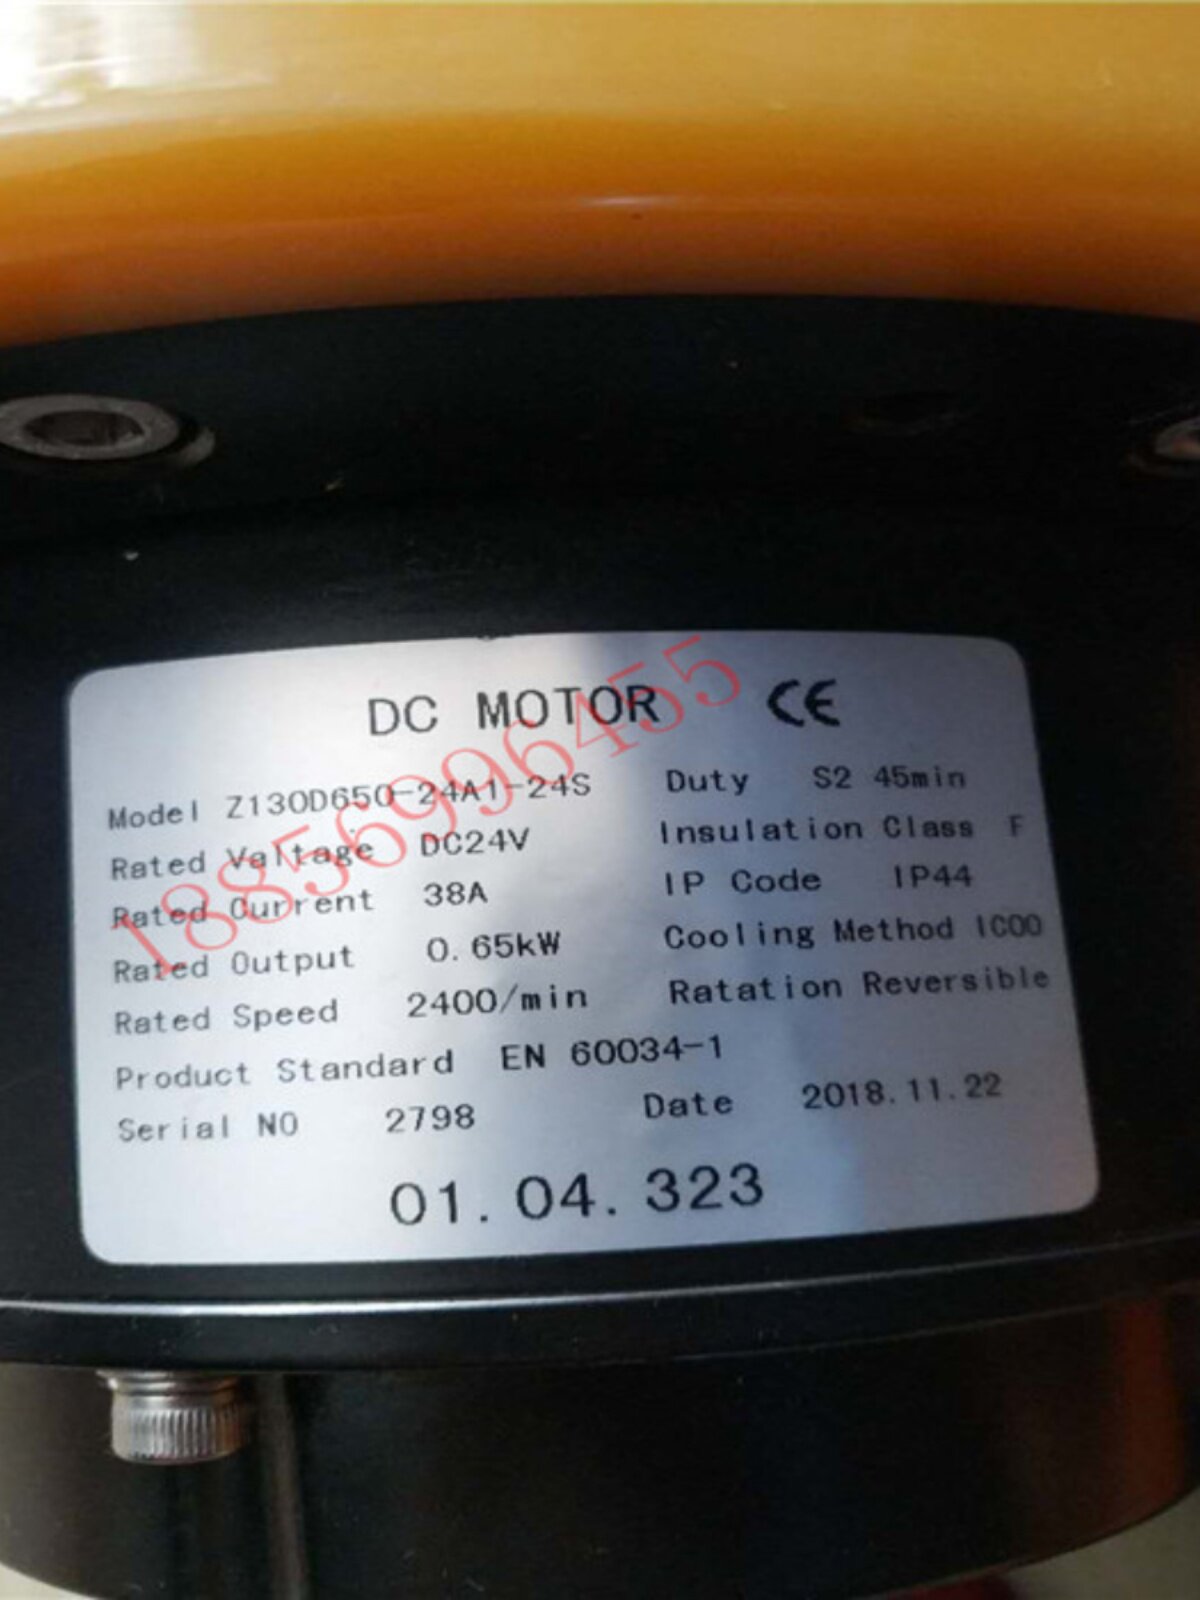 DC MOTOR CE
Model Z130D650-24A1-24S Duty S2 45min
Rated Valtage DC24V Insulation Class F
Rated Current 38A IP Code IP44
Rated Output 0.65kW Cooling Method IC00
Rated Speed 2400/min Ratation Reversible
Product Standard EN 60034-1
Serial NO 2798 Date 2018.11.22
01.04.323
18856996455